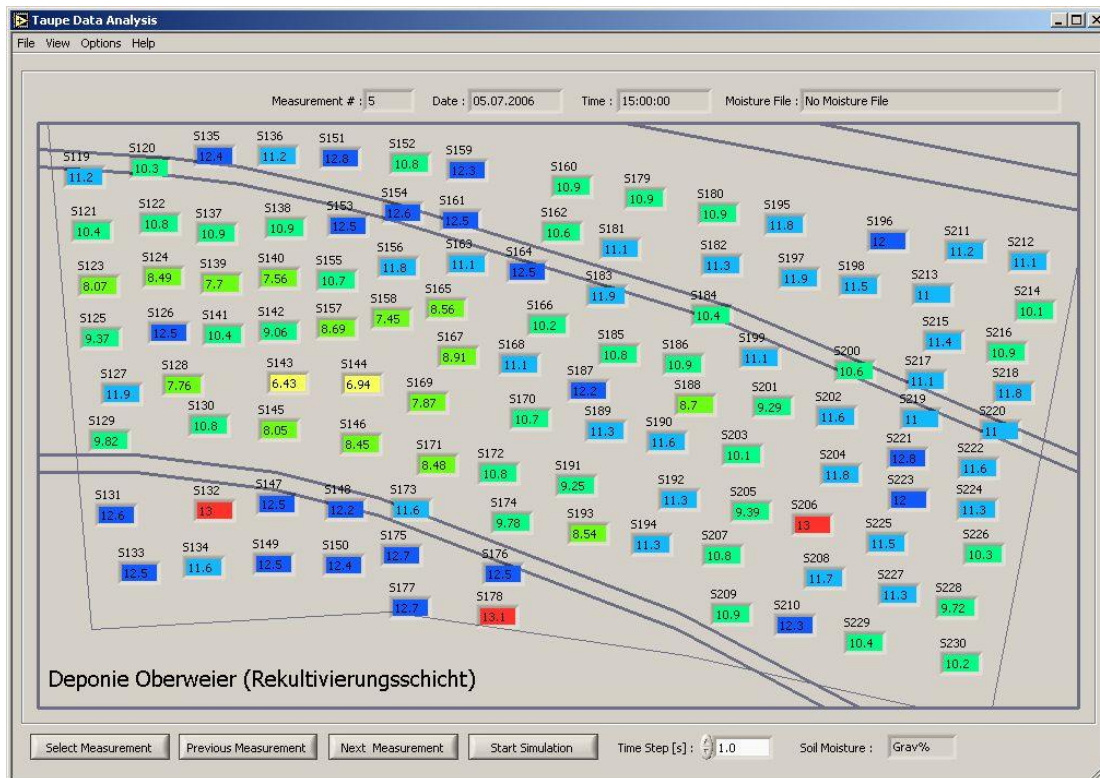 Taupe Data Analysis
File View Options Help
Measurement # : 5 Date : 05.07.2006 Time : 15:00:00 Moisture File : No Moisture File
S119 11.2
S120 10.3
S135 12.4
S136 11.2
S151 12.8
S152 10.8
S159 12.3
S160 10.9
S179 10.9
S180 10.9
S195 11.8
S196 12
S211 11.2
S212 11.1
S121 10.4
S122 10.8
S137 10.9
S138 10.9
S153 12.5
S154 12.6
S161 12.5
S162 10.6
S181 11.1
S182 11.3
S197 11.9
S198 11.5
S213 11
S214 10.1
S123 8.07
S124 8.49
S139 7.7
S140 7.56
S155 10.7
S156 11.8
S163 11.1
S164 12.5
S183 11.9
S184 10.4
S199 11.1
S200 10.6
S215 11.4
S216 10.9
S125 9.37
S126 12.5
S141 10.4
S142 9.06
S157 8.69
S158 7.45
S165 8.56
S166 10.2
S185 10.8
S186 10.9
S201 9.29
S202 11.6
S217 11.1
S218 11.8
S127 11.9
S128 7.76
S143 6.43
S144 6.94
S167 8.91
S168 11.1
S187 12.2
S188 8.7
S203 10.1
S204 11.8
S219 11
S220 11
S129 9.82
S130 10.8
S145 8.05
S146 8.45
S169 7.87
S170 10.7
S189 11.3
S190 11.6
S205 9.39
S206 13
S221 12.8
S222 11.6
S131 12.6
S132 13
S147 12.5
S148 12.2
S171 8.48
S172 10.8
S191 9.25
S192 11.3
S207 10.8
S208 11.7
S223 12
S224 11.3
S133 12.5
S134 11.6
S149 12.5
S150 12.4
S173 11.6
S174 9.78
S193 8.54
S194 11.3
S209 10.9
S210 12.3
S225 11.5
S226 10.3
S175 12.7
S176 12.5
S227 11.3
S228 9.72
S177 12.7
S178 13.1
S229 10.4
S230 10.2
Deponie Oberweier (Rekultivierungsschicht)
Select Measurement Previous Measurement Next Measurement Start Simulation Time Step [s] : 1.0 Soil Moisture : Grav%